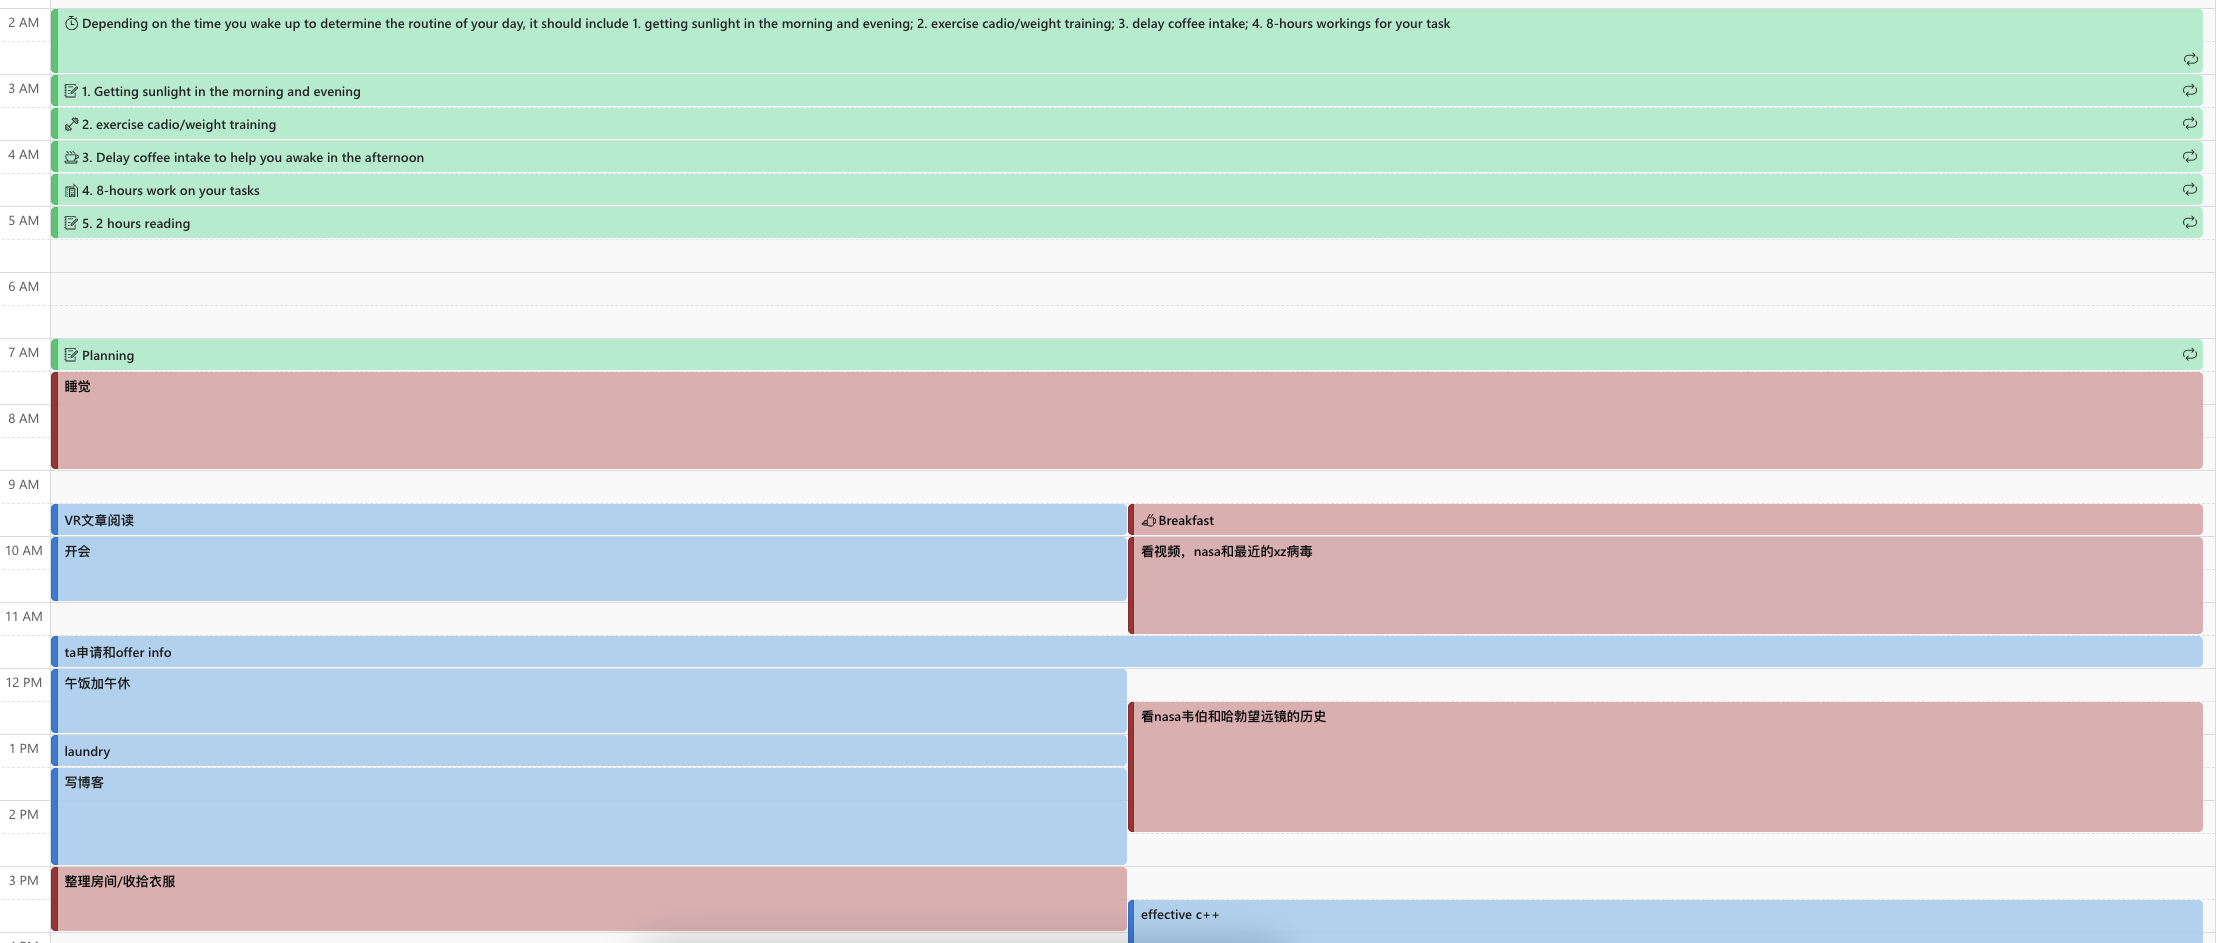 2 AM
Depending on the time you wake up to determine the routine of your day, it should include 1. getting sunlight in the morning and evening; 2. exercise cadio/weight training; 3. delay coffee intake; 4. 8-hours workings for your task
3 AM
1. Getting sunlight in the morning and evening
2. exercise cadio/weight training
4 AM
3. Delay coffee intake to help you awake in the afternoon
4. 8-hours work on your tasks
5 AM
5. 2 hours reading
6 AM
7 AM
Planning
睡觉
8 AM
9 AM
VR文章阅读
Breakfast
10 AM
开会
看视频，nasa和最近的xz病毒
11 AM
ta申请和offer info
12 PM
午饭加午休
看nasa韦伯和哈勃望远镜的历史
1 PM
laundry
写博客
2 PM
3 PM
整理房间/收拾衣服
effective c++